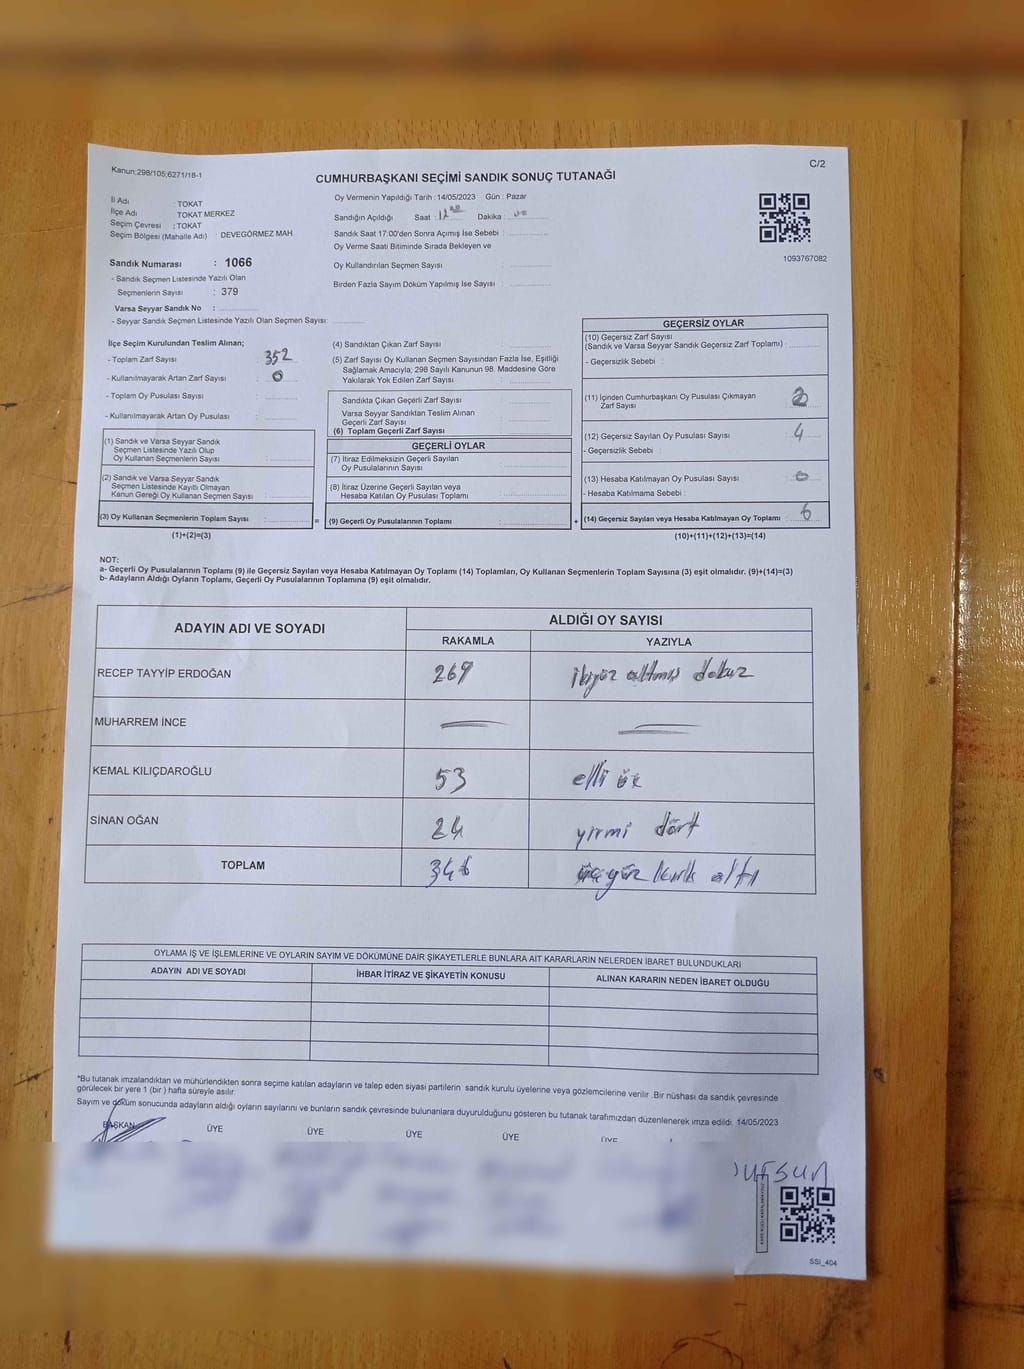 Kanun;298/105;6271/18-1
C/2
CUMHURBAŞKANI SEÇİMİ SANDIK SONUÇ TUTANAĞI
İl Adı : TOKAT
İlçe Adı : TOKAT MERKEZ
Seçim Çevresi : TOKAT
Seçim Bölgesi (Mahalle Adı) : DEVEGÖRMEZ MAH.
Oy Vermenin Yapıldığı Tarih : 14/05/2023 Gün : Pazar
Sandığın Açıldığı Saat : Dakika :
Sandık Saat 17:00'den Sonra Açımış İse Sebebi :
Oy Verme Saati Bitiminde Sırada Bekleyen ve
Oy Kullandırılan Seçmen Sayısı :
Birden Fazla Sayım Döküm Yapılmış İse Sayısı :
1093767082
Sandık Numarası : 1066
- Sandık Seçmen Listesinde Yazılı Olan
Seçmenlerin Sayısı : 379
Varsa Seyyar Sandık No :
- Seyyar Sandık Seçmen Listesinde Yazılı Olan Seçmen Sayısı:
İlçe Seçim Kurulundan Teslim Alınan;
- Toplam Zarf Sayısı : 352
- Kullanılmayarak Artan Zarf Sayısı : 0
- Toplam Oy Pusulası Sayısı :
- Kullanılmayarak Artan Oy Pusulası :
(1) Sandık ve Varsa Seyyar Sandık
Seçmen Listesinde Yazılı Olup
Oy Kullanan Seçmenlerin Sayısı :
(2) Sandık ve Varsa Seyyar Sandık
Seçmen Listesinde Kayıtlı Olmayan
Kanun Gereği Oy Kullanan Seçmen Sayısı :
(3) Oy Kullanan Seçmenlerin Toplam Sayısı :
(1)+(2)=(3)
(4) Sandıktan Çıkan Zarf Sayısı :
(5) Zarf Sayısı Oy Kullanan Seçmen Sayısından Fazla İse, Eşitliği
Sağlamak Amacıyla; 298 Sayılı Kanunun 98. Maddesine Göre
Yakılarak Yok Edilen Zarf Sayısı :
Sandıkta Çıkan Geçerli Zarf Sayısı :
Varsa Seyyar Sandıktan Teslim Alınan
Geçerli Zarf Sayısı :
(6) Toplam Geçerli Zarf Sayısı :
GEÇERLİ OYLAR
(7) İtiraz Edilmeksizin Geçerli Sayılan
Oy Pusulalarının Sayısı :
(8) İtiraz Üzerine Geçerli Sayılan veya
Hesaba Katılan Oy Pusulası Toplamı :
= (9) Geçerli Oy Pusulalarının Toplamı :
GEÇERSİZ OYLAR
(10) Geçersiz Zarf Sayısı
(Sandık ve Varsa Seyyar Sandık Geçersiz Zarf Toplamı) :
- Geçersizlik Sebebi :
(11) İçinden Cumhurbaşkanı Oy Pusulası Çıkmayan
Zarf Sayısı : 2
(12) Geçersiz Sayılan Oy Pusulası Sayısı : 4
- Geçersizlik Sebebi :
(13) Hesaba Katılmayan Oy Pusulası Sayısı : 0
- Hesaba Katılmama Sebebi :
+ (14) Geçersiz Sayılan veya Hesaba Katılmayan Oy Toplamı : 6
(10)+(11)+(12)+(13)=(14)
NOT:
a- Geçerli Oy Pusulalarının Toplamı (9) ile Geçersiz Sayılan veya Hesaba Katılmayan Oy Toplamı (14) Toplamları, Oy Kullanan Seçmenlerin Toplam Sayısına (3) eşit olmalıdır. (9)+(14)=(3)
b- Adayların Aldığı Oyların Toplamı, Geçerli Oy Pusulalarının Toplamına (9) eşit olmalıdır.
ADAYIN ADI VE SOYADI
ALDIĞI OY SAYISI
RAKAMLA YAZIYLA
RECEP TAYYİP ERDOĞAN 269 ikiyüz altmış dokuz
MUHARREM İNCE
KEMAL KILIÇDAROĞLU 53 elli üç
SİNAN OĞAN 24 yirmi dört
TOPLAM 346 üçyüz kırk altı
OYLAMA İŞ VE İŞLEMLERİNE VE OYLARIN SAYIM VE DÖKÜMÜNE DAİR ŞİKAYETLERLE BUNLARA AİT KARARLARIN NELERDEN İBARET BULUNDUKLARI
ADAYIN ADI VE SOYADI İHBAR İTİRAZ VE ŞİKAYETİN KONUSU ALINAN KARARIN NEDEN İBARET OLDUĞU
*Bu tutanak imzalandıktan ve mühürlendikten sonra seçime katılan adayların ve talep eden siyasi partilerin sandık kurulu üyelerine veya gözlemcilerine verilir .Bir nüshası da sandık çevresinde
görülecek bir yere 1 (bir ) hafta süreyle asılır.
Sayım ve döküm sonucunda adayların aldığı oyların sayılarını ve bunların sandık çevresinde bulunanlara duyurulduğunu gösteren bu tutanak tarafımızdan düzenlenerek imza edildi. 14/05/2023
BAŞKAN ÜYE ÜYE ÜYE ÜYE ÜYE
SSI_404